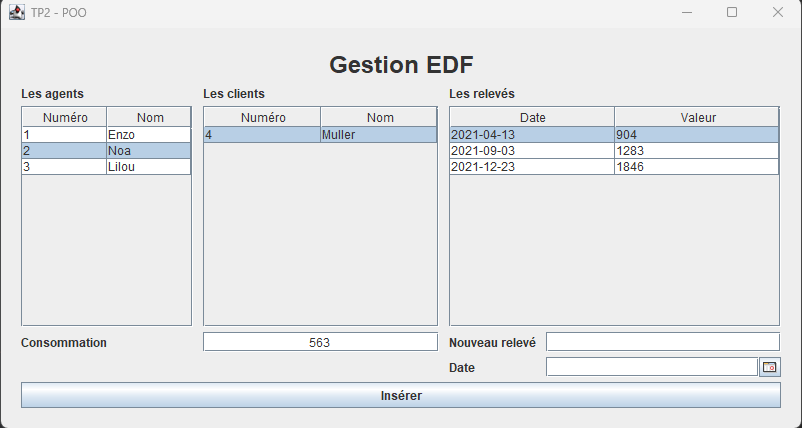 TP2 - POO
Gestion EDF
Les agents
Numéro Nom
1 Enzo
2 Noa
3 Lilou
Les clients
Numéro Nom
4 Muller
Les relevés
Date Valeur
2021-04-13 904
2021-09-03 1283
2021-12-23 1846
Consommation 563
Nouveau relevé
Date
Insérer